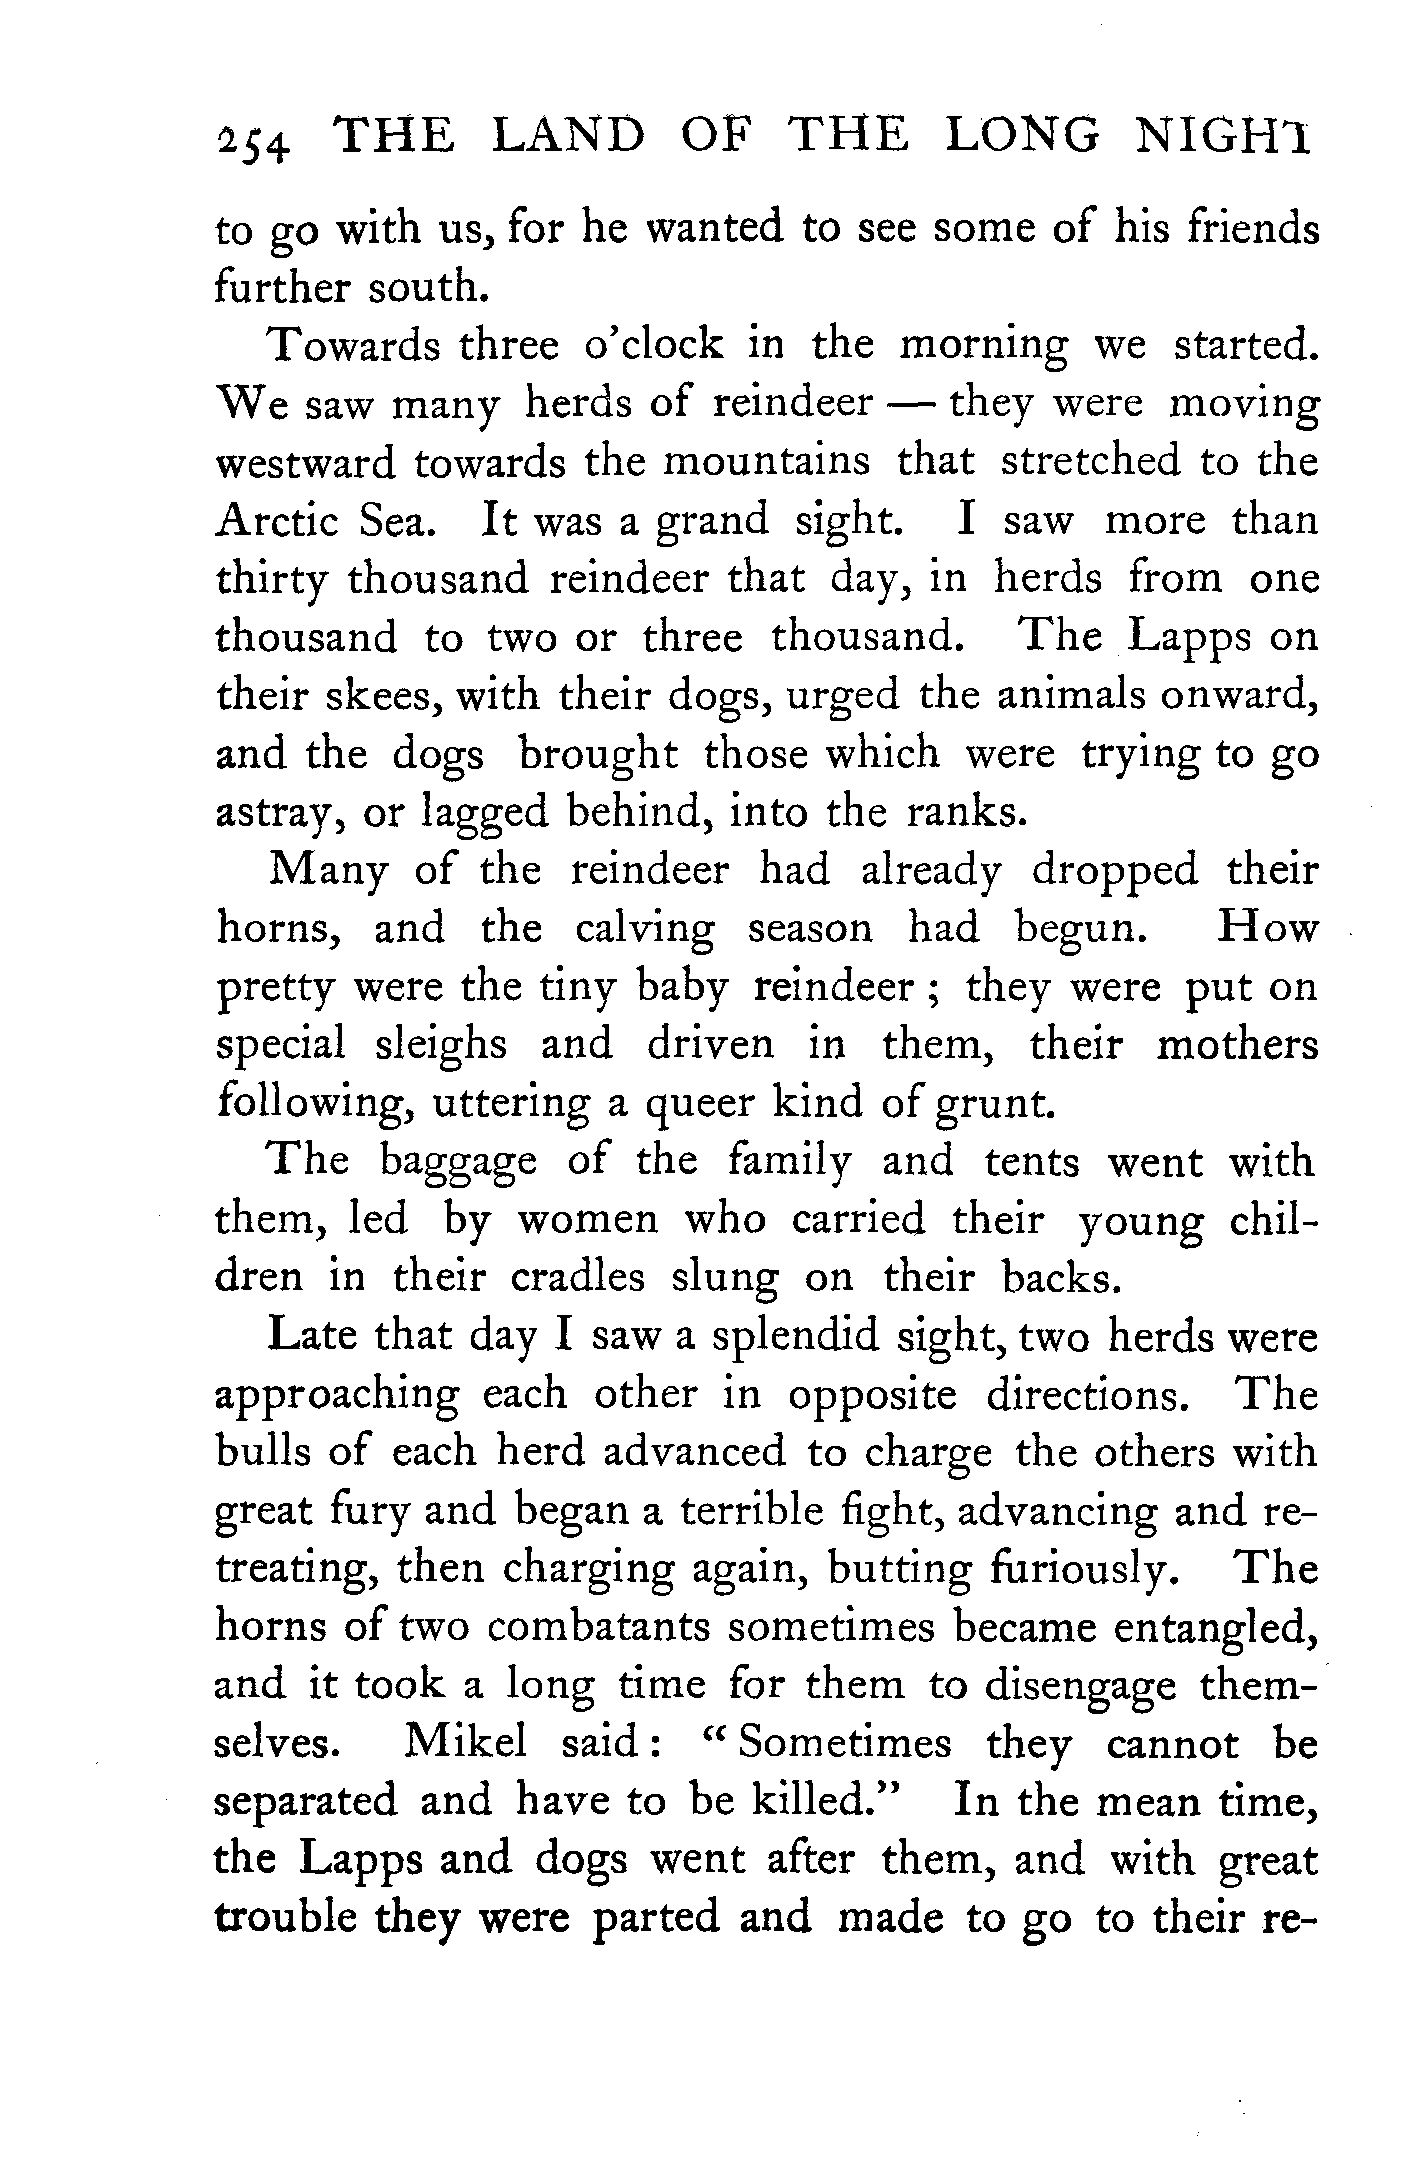 254 THE LAND OF THE LONG NIGHT
to go with us, for he wanted to see some of his friends
further south.
Towards three o'clock in the morning we started.
We saw many herds of reindeer — they were moving
westward towards the mountains that stretched to the
Arctic Sea. It was a grand sight. I saw more than
thirty thousand reindeer that day, in herds from one
thousand to two or three thousand. The Lapps on
their skees, with their dogs, urged the animals onward,
and the dogs brought those which were trying to go
astray, or lagged behind, into the ranks.
Many of the reindeer had already dropped their
horns, and the calving season had begun. How
pretty were the tiny baby reindeer ; they were put on
special sleighs and driven in them, their mothers
following, uttering a queer kind of grunt.
The baggage of the family and tents went with
them, led by women who carried their young chil-
dren in their cradles slung on their backs.
Late that day I saw a splendid sight, two herds were
approaching each other in opposite directions. The
bulls of each herd advanced to charge the others with
great fury and began a terrible fight, advancing and re-
treating, then charging again, butting furiously. The
horns of two combatants sometimes became entangled,
and it took a long time for them to disengage them-
selves. Mikel said : “ Sometimes they cannot be
separated and have to be killed.” In the mean time,
the Lapps and dogs went after them, and with great
trouble they were parted and made to go to their re-